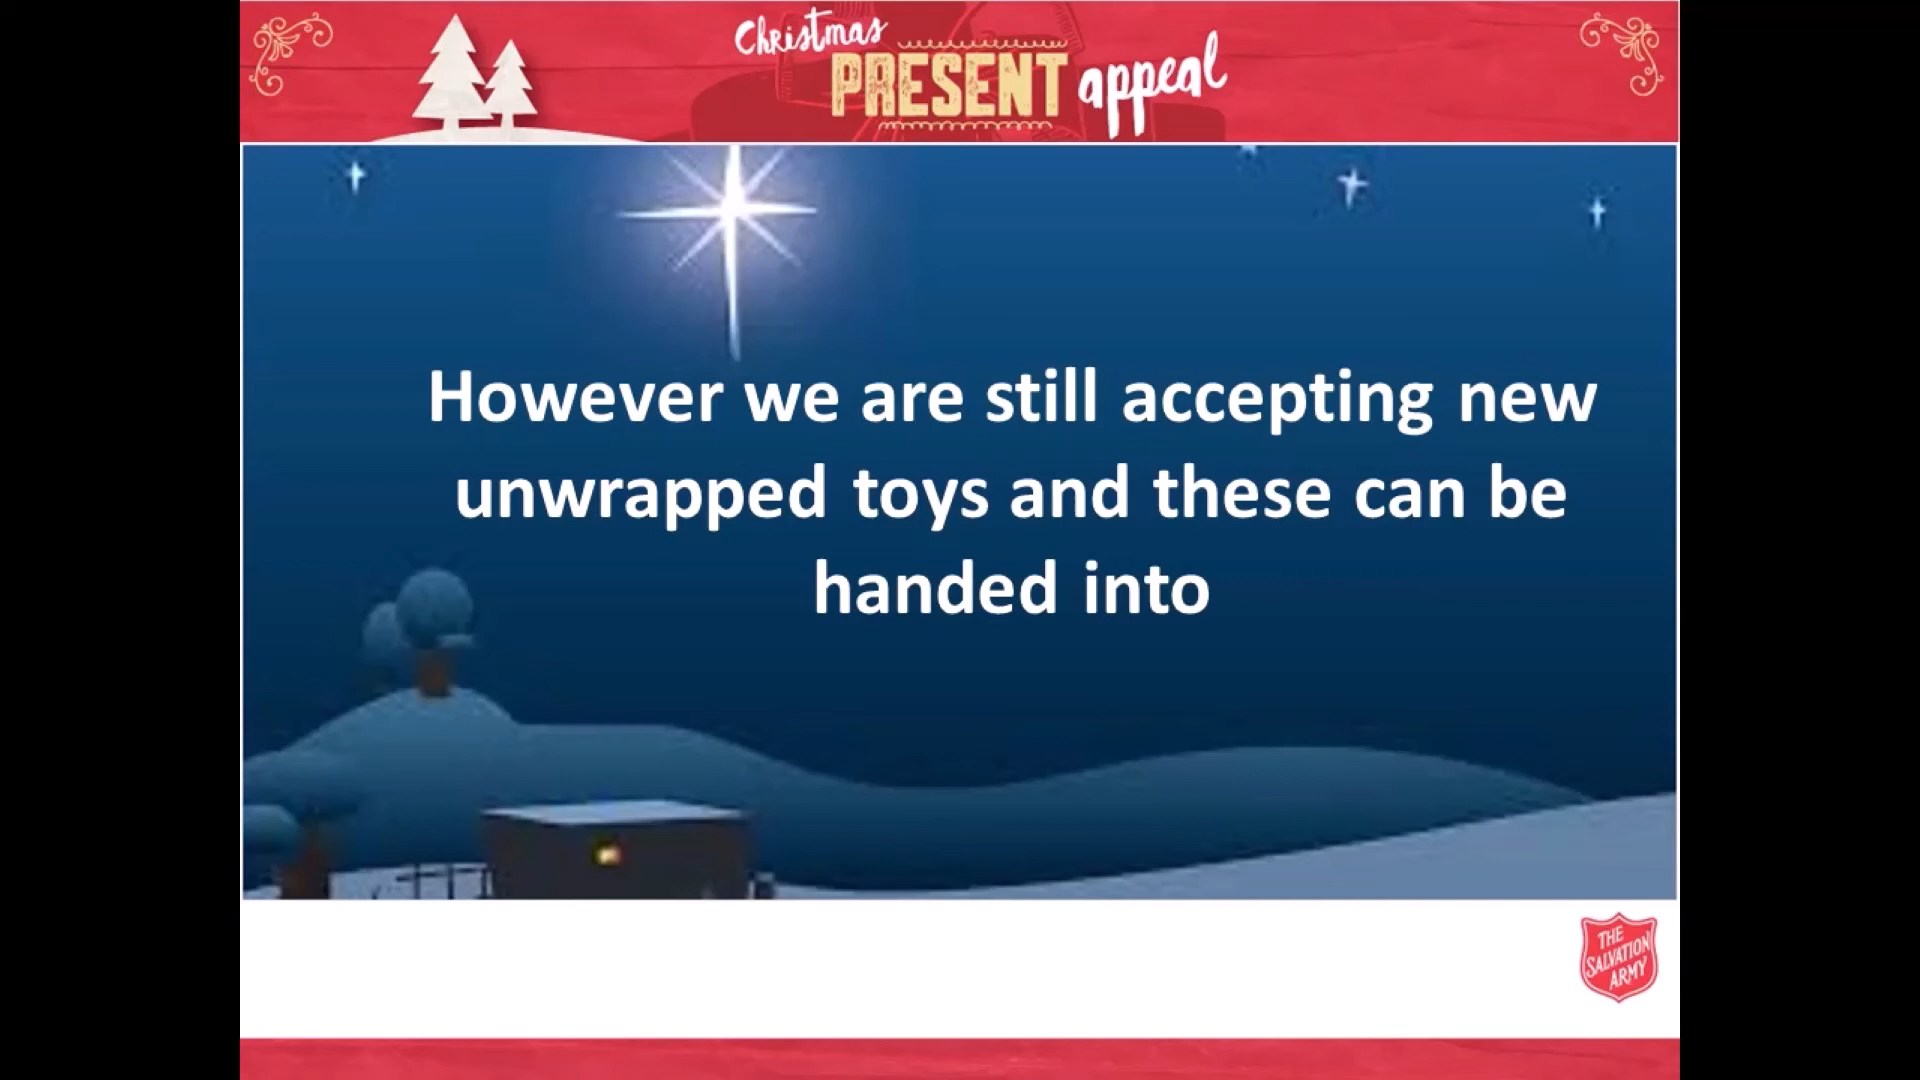 Christmas
PRESENT appeal
However we are still accepting new
unwrapped toys and these can be
handed into
THE
SALVATION
ARMY